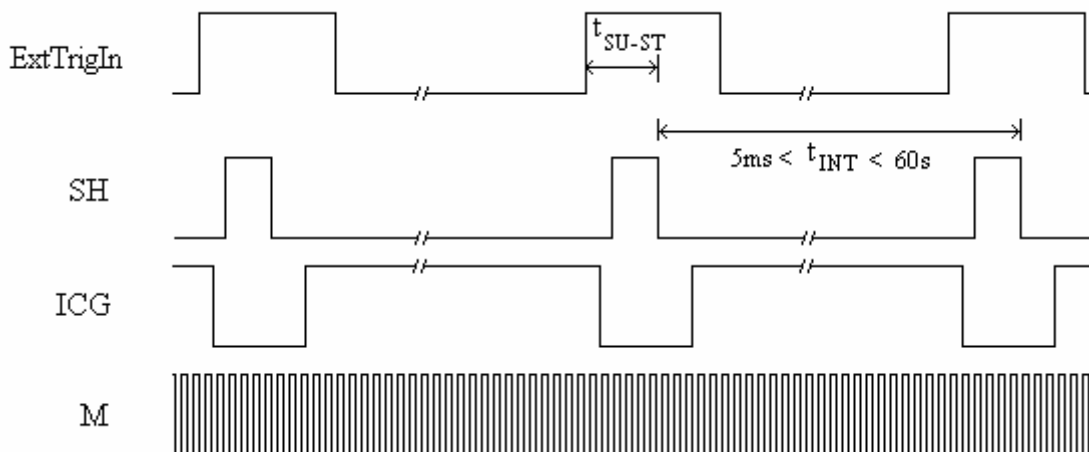 ExtTrigIn
tSU-ST
5ms < tINT < 60s
SH
ICG
M